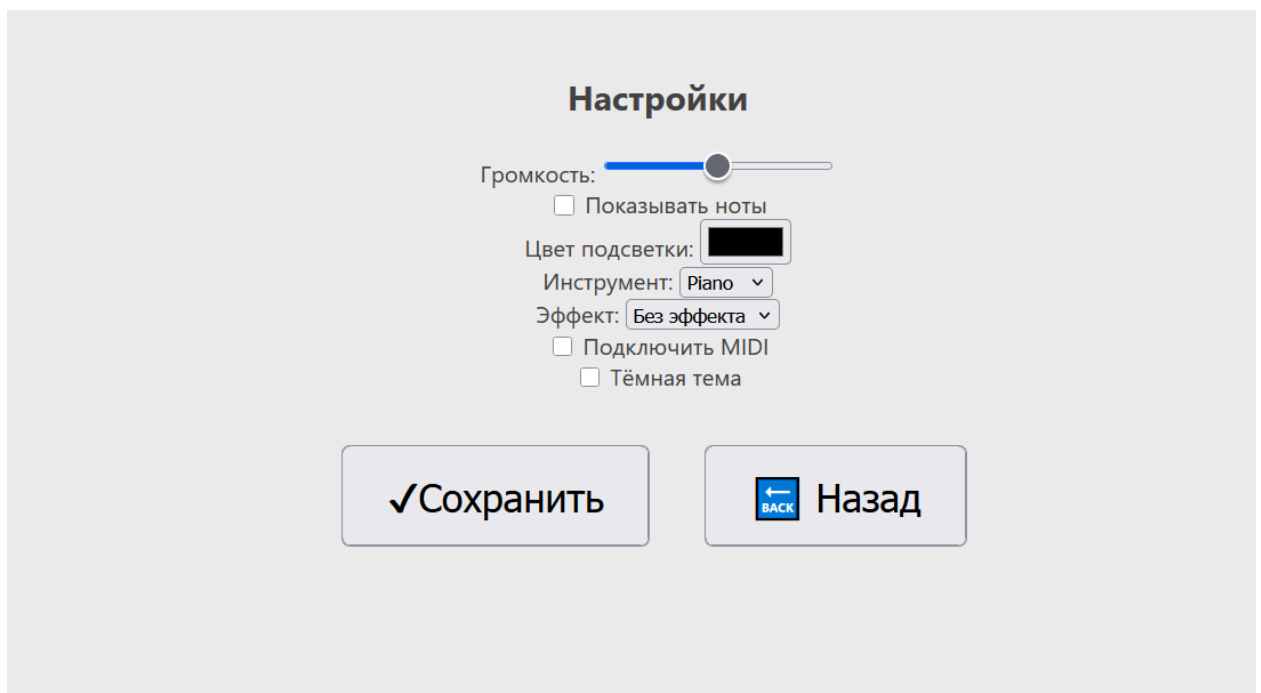 Настройки
Громкость:
Показывать ноты
Цвет подсветки:
Инструмент: Piano
Эффект: Без эффекта
Подключить MIDI
Тёмная тема
✓Сохранить
BACK Назад